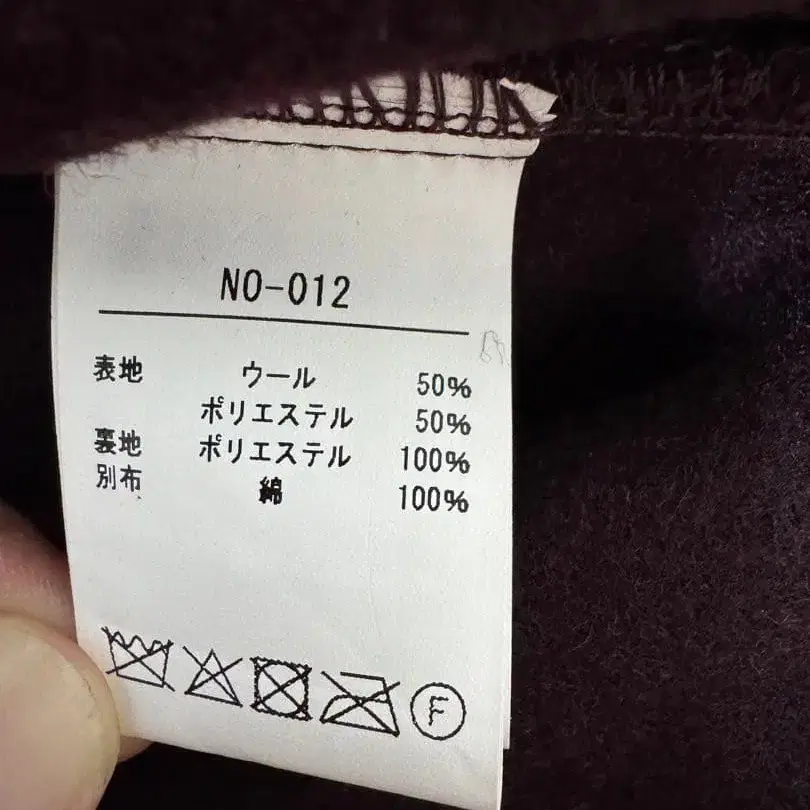 NO-012
表地 ウール 50%
ポリエステル 50%
裏地 ポリエステル 100%
別布 綿 100%
F